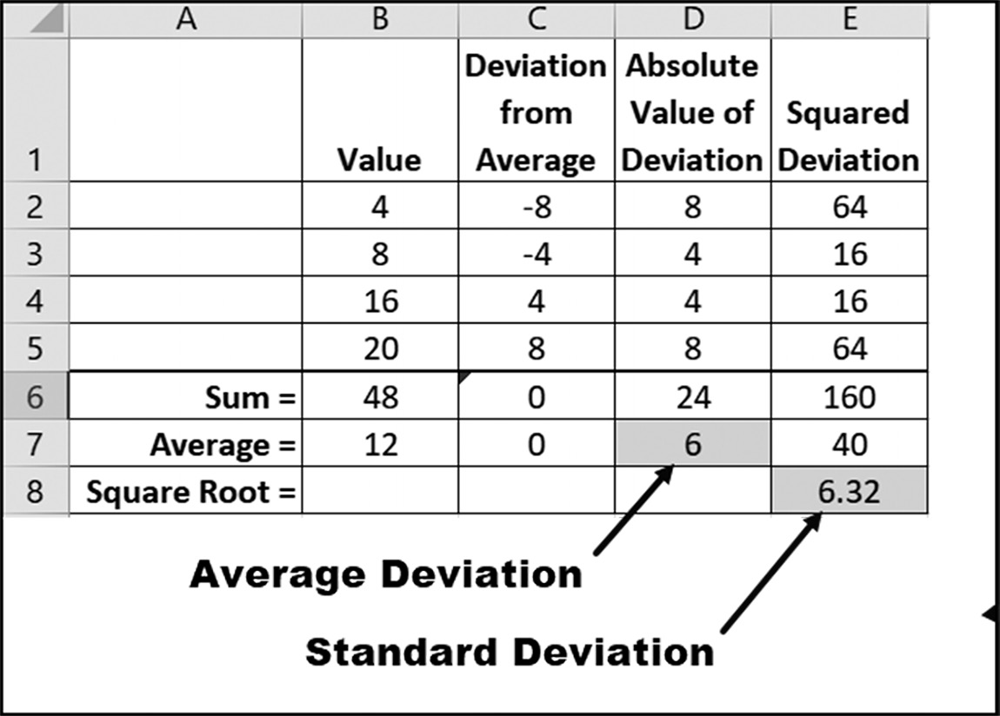 A B C D E
1 Value Deviation from Average Absolute Value of Deviation Squared Deviation
2 4 -8 8 64
3 8 -4 4 16
4 16 4 4 16
5 20 8 8 64
6 Sum = 48 0 24 160
7 Average = 12 0 6 40
8 Square Root = 6.32
Average Deviation
Standard Deviation